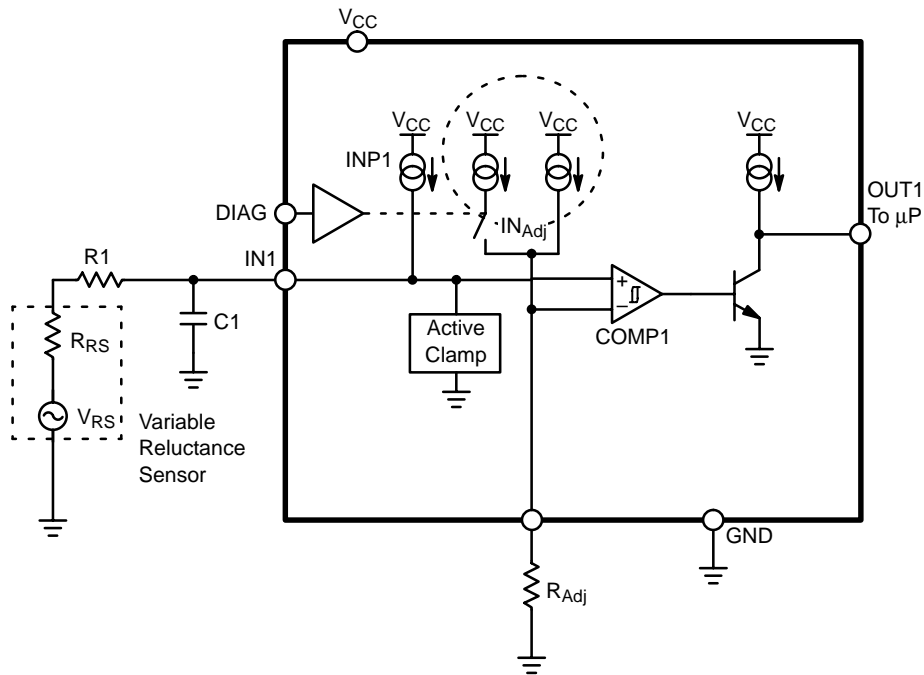 VCC
VCC
VCC
VCC
VCC
INP1
DIAG
INAdj
OUT1
To μP
IN1
R1
C1
+
−
COMP1
Active
Clamp
RRS
VRS
Variable
Reluctance
Sensor
GND
RAdj